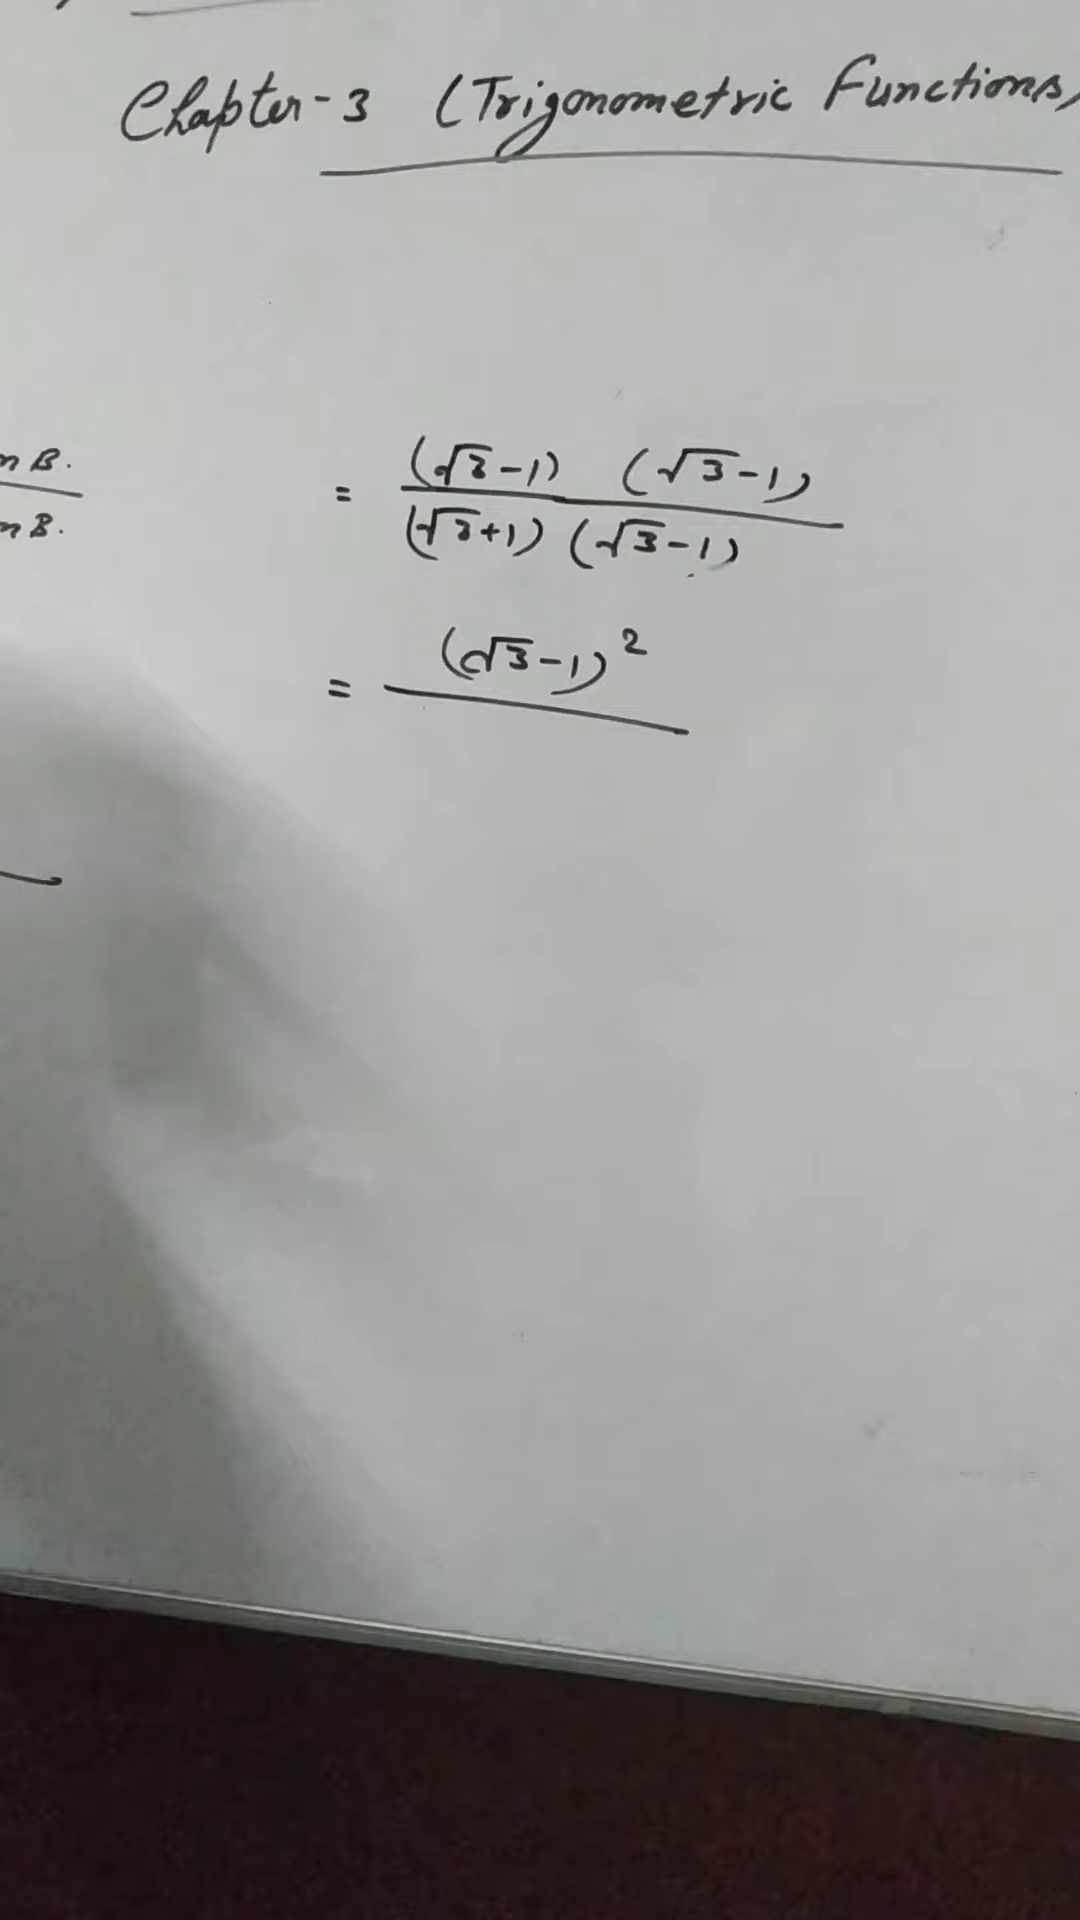 Chapter-3 (Trigonometric Functions)
n B.
n B.
= (√3-1) (√3-1)
(√3+1) (√3-1)
= (√3-1)²